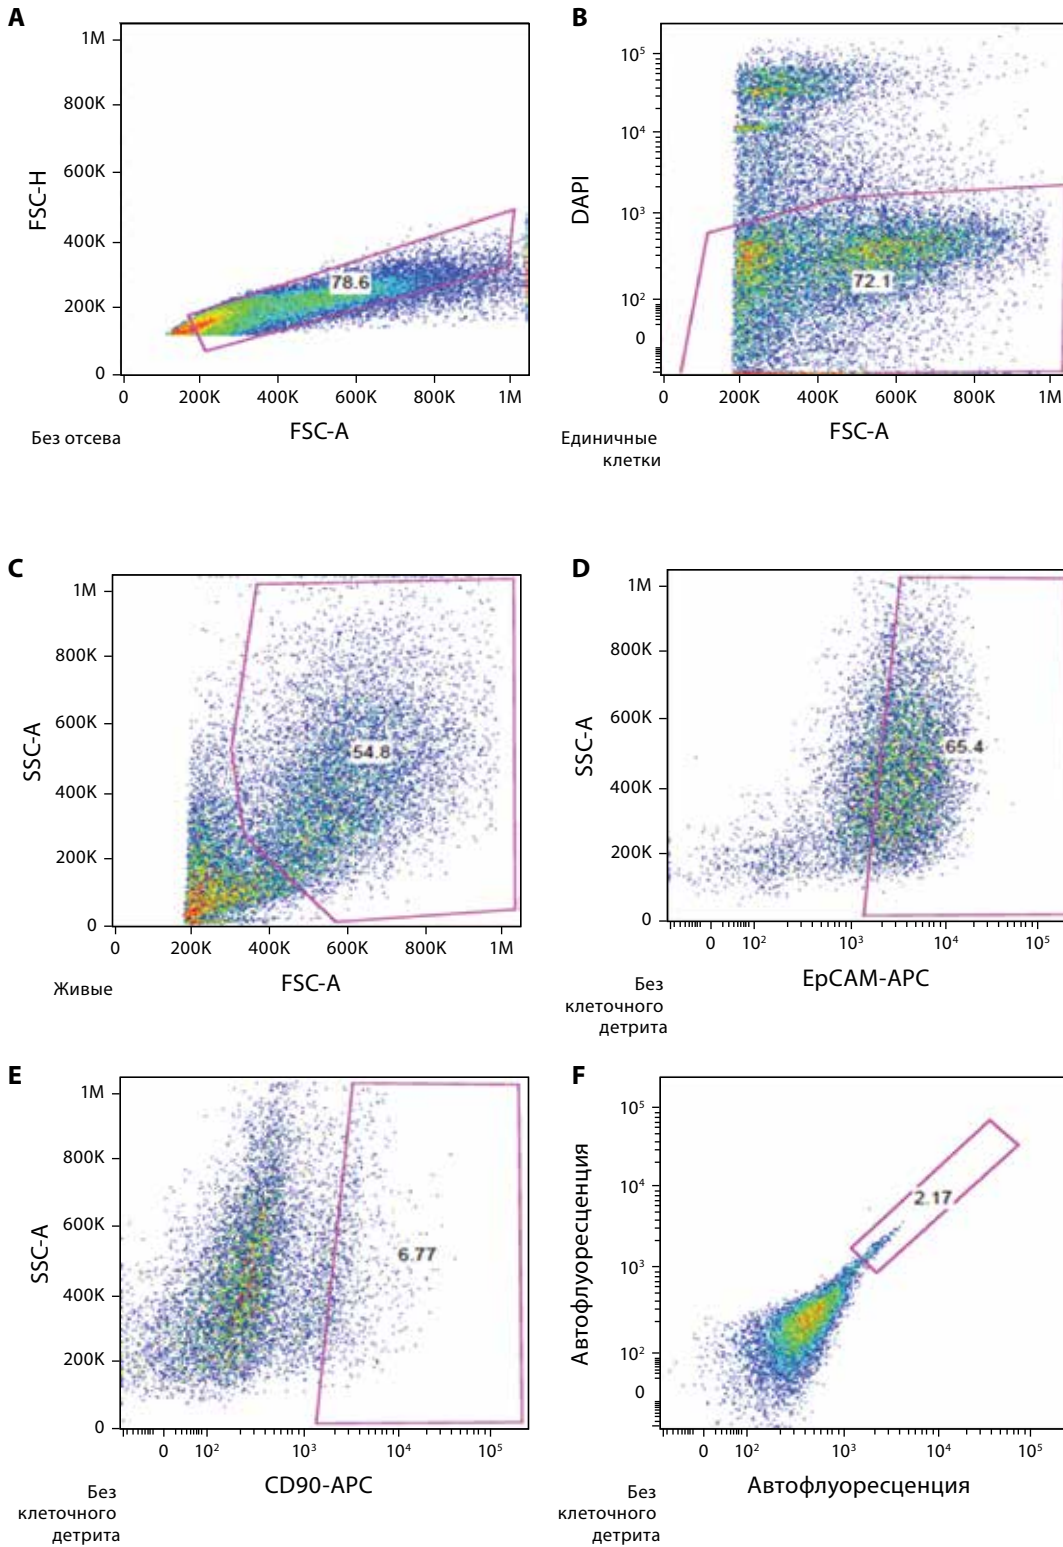 A
1M
800K
600K
400K
200K
0
FSC-H
78.6
0 200K 400K 600K 800K 1M
Без отсева
FSC-A
B
10⁵
10⁴
10³
10²
0
DAPI
72.1
0 200K 400K 600K 800K 1M
Единичные
клетки
FSC-A
C
1M
800K
600K
400K
200K
0
SSC-A
54.8
0 200K 400K 600K 800K 1M
Живые
FSC-A
D
1M
800K
600K
400K
200K
0
SSC-A
65.4
0 10² 10³ 10⁴ 10⁵
EpCAM-APC
Без
клеточного
детрита
E
1M
800K
600K
400K
200K
0
SSC-A
6.77
0 10² 10³ 10⁴ 10⁵
CD90-APC
Без
клеточного
детрита
F
10⁵
10⁴
10³
10²
0
Автофлуоресценция
2.17
0 10² 10³ 10⁴ 10⁵
Автофлуоресценция
Без
клеточного
детрита